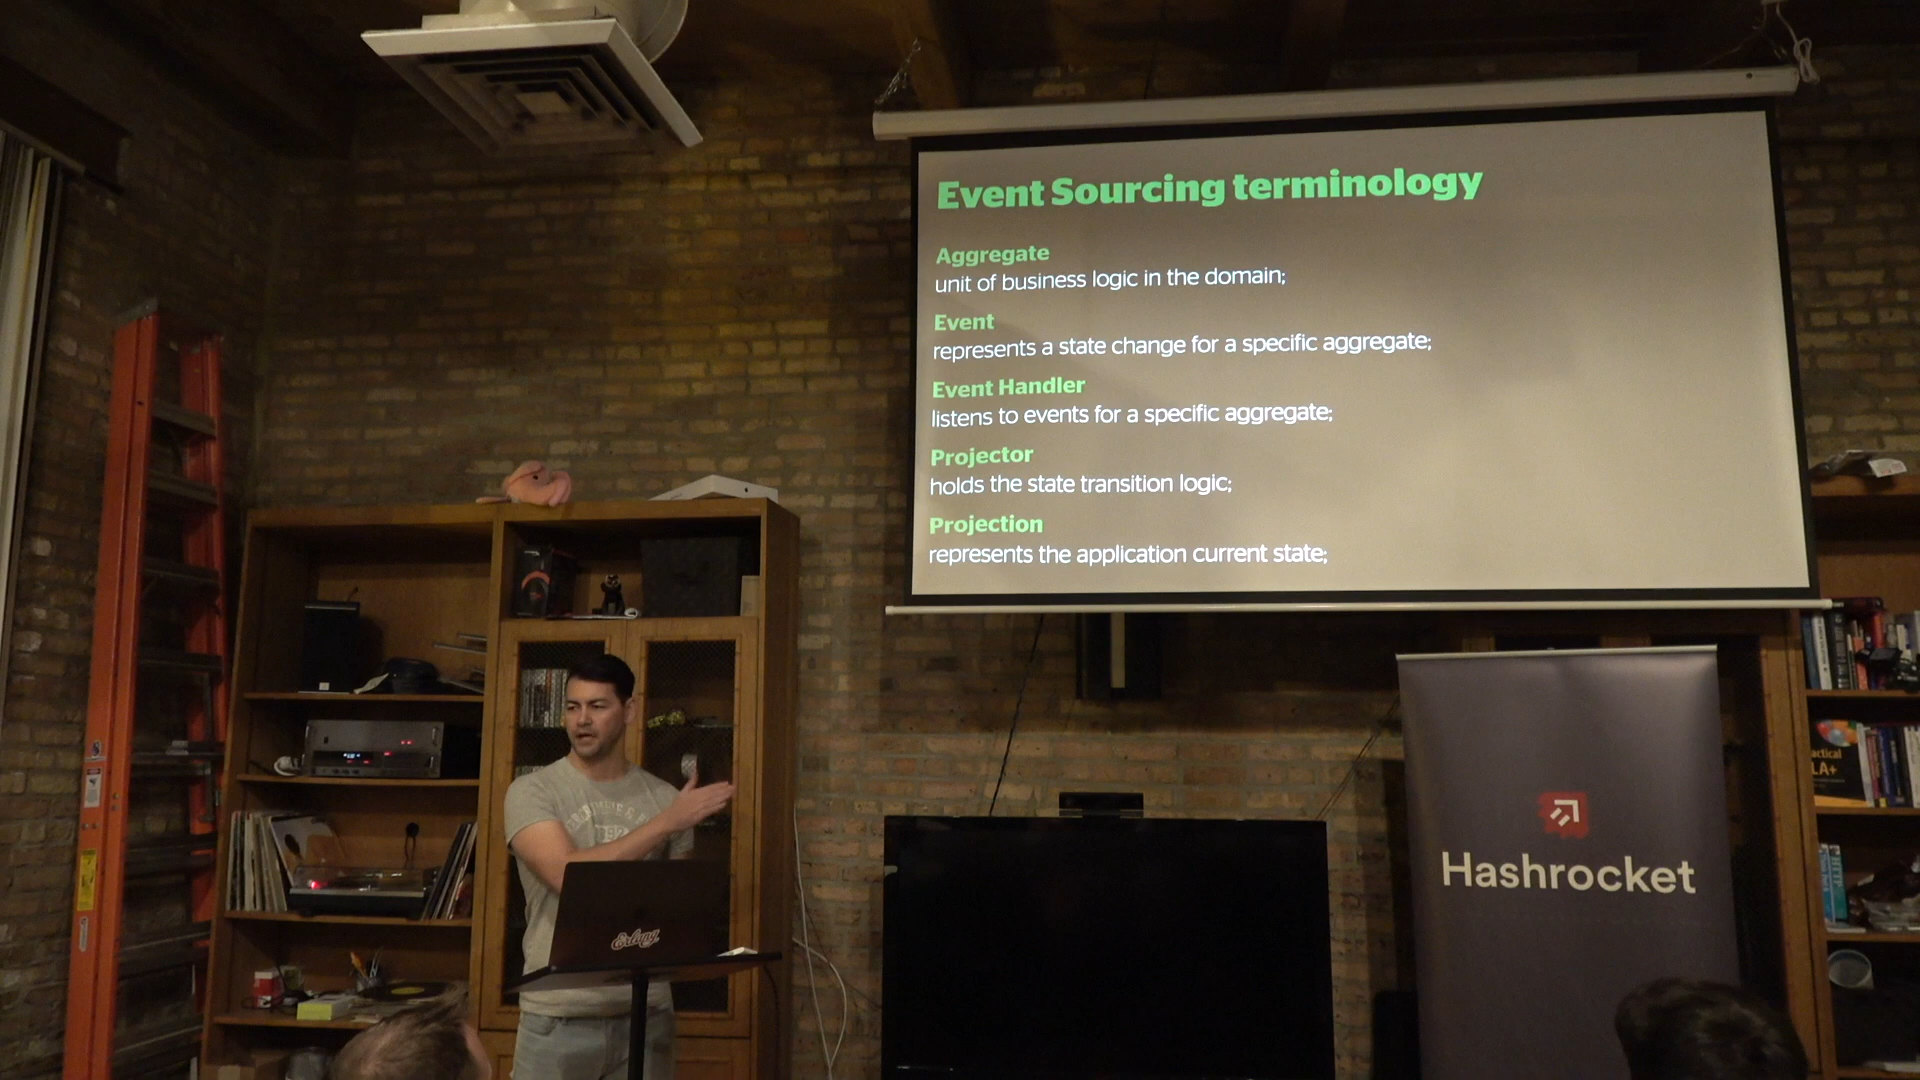 Event Sourcing terminology
Aggregate
unit of business logic in the domain;
Event
represents a state change for a specific aggregate;
Event Handler
listens to events for a specific aggregate;
Projector
holds the state transition logic;
Projection
represents the application current state;
Hashrocket
Erlang
LA+